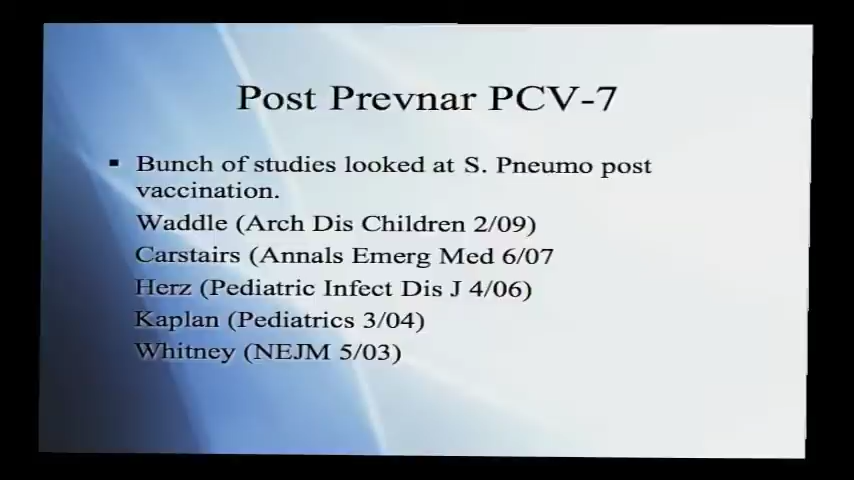 Post Prevnar PCV-7
▪ Bunch of studies looked at S. Pneumo post
vaccination.
Waddle (Arch Dis Children 2/09)
Carstairs (Annals Emerg Med 6/07
Herz (Pediatric Infect Dis J 4/06)
Kaplan (Pediatrics 3/04)
Whitney (NEJM 5/03)